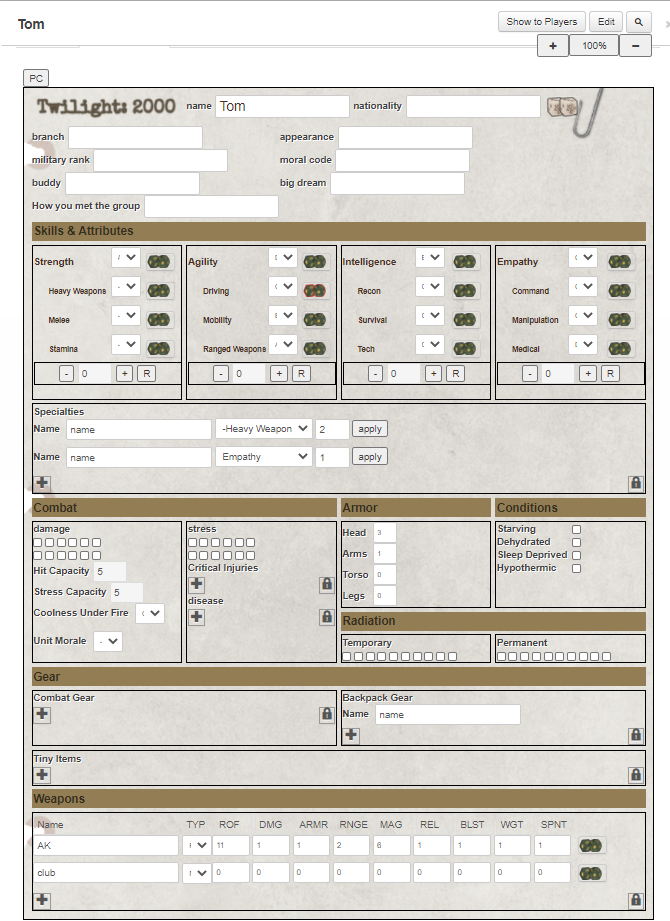 Tom
Show to Players Edit
+ 100% −
PC
Twilight: 2000 name Tom nationality
branch appearance
military rank moral code
buddy big dream
How you met the group
Skills & Attributes
Strength Agility Intelligence Empathy
Heavy Weapons - Driving Recon Command
Melee - Mobility Survival Manipulation
Stamina - Ranged Weapons Tech Medical
- 0 + R - 0 + R - 0 + R - 0 + R
Specialties
Name name -Heavy Weapon 2 apply
Name name Empathy 1 apply
+
Combat Armor Conditions
damage stress Head 3 Starving
Arms 1 Dehydrated
Hit Capacity 5 Critical Injuries Torso 0 Sleep Deprived
Stress Capacity 5 + Legs 0 Hypothermic
Coolness Under Fire disease
+
Unit Morale - Radiation
Temporary Permanent
Gear
Combat Gear Backpack Gear
+ Name name
+
Tiny Items
+
Weapons
Name TYP ROF DMG ARMR RNGE MAG REL BLST WGT SPNT
AK 11 1 1 2 6 1 1 1 1
club 0 0 0 0 0 0 0 0 0
+